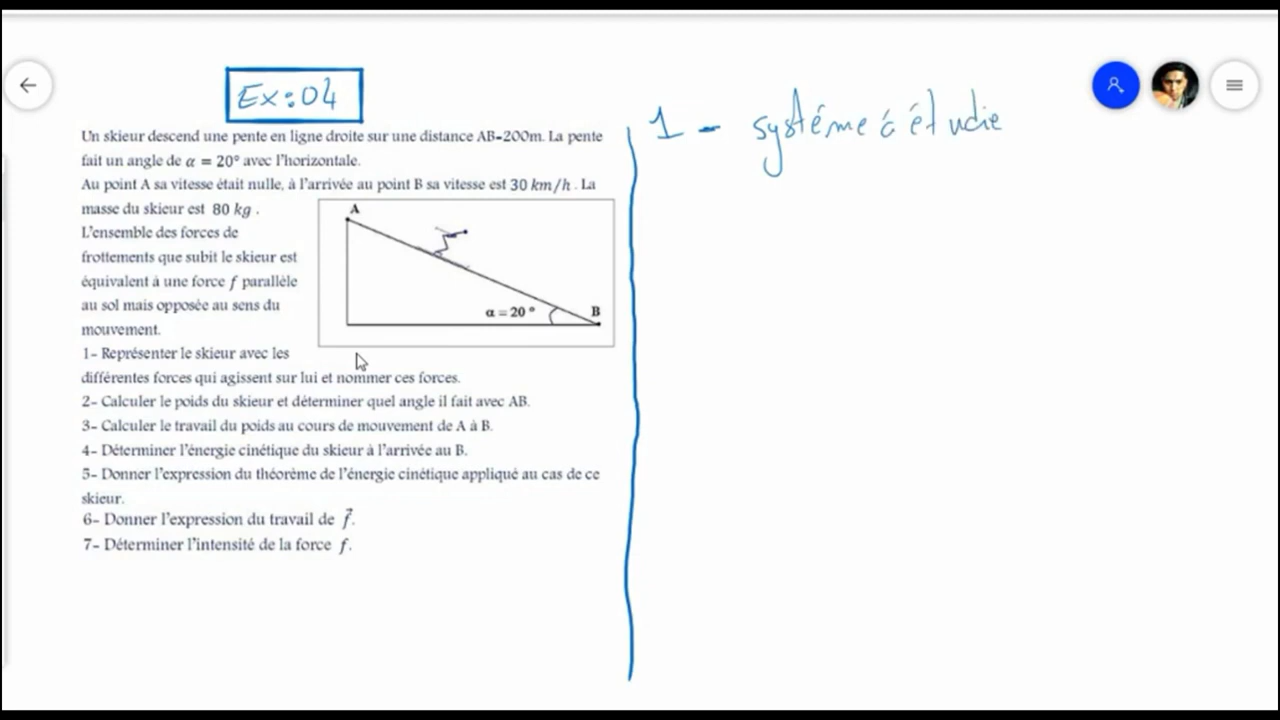 Ex:04
Un skieur descend une pente en ligne droite sur une distance AB=200m. La pente
fait un angle de α = 20° avec l'horizontale.
Au point A sa vitesse était nulle, à l'arrivée au point B sa vitesse est 30 km/h . La
masse du skieur est 80 kg .
L'ensemble des forces de
frottements que subit le skieur est
équivalent à une force f parallèle
au sol mais opposée au sens du
mouvement.
A
α = 20 °
B
1- Représenter le skieur avec les
différentes forces qui agissent sur lui et nommer ces forces.
2- Calculer le poids du skieur et déterminer quel angle il fait avec AB.
3- Calculer le travail du poids au cours de mouvement de A à B.
4- Déterminer l'énergie cinétique du skieur à l'arrivée au B.
5- Donner l'expression du théorème de l'énergie cinétique appliqué au cas de ce
skieur.
6- Donner l'expression du travail de f⃗.
7- Déterminer l'intensité de la force f.
1 - systéme à étudie